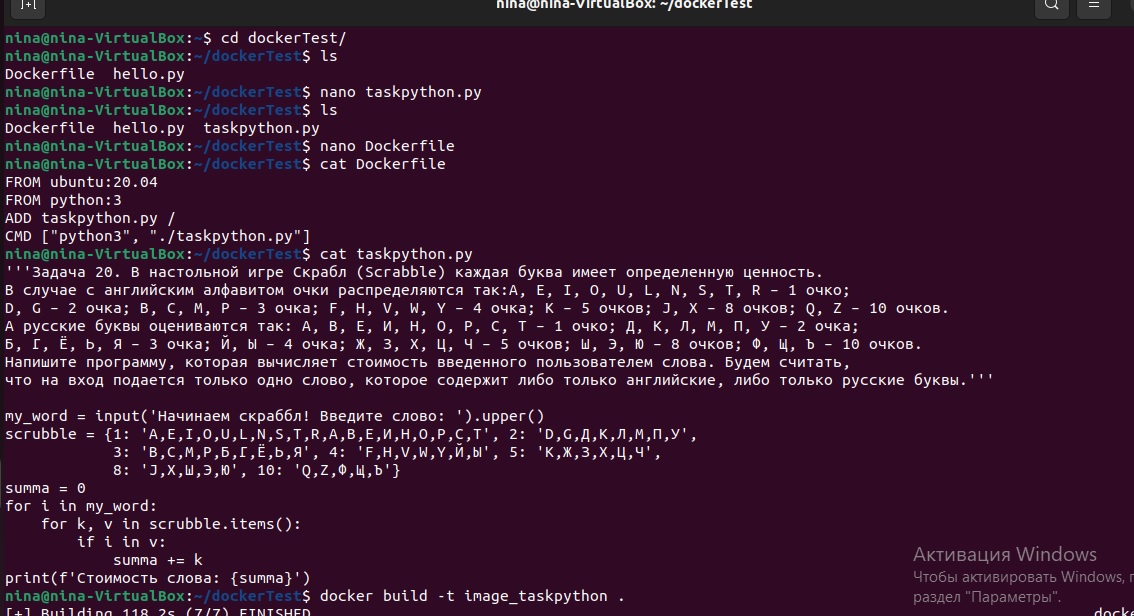 nina@nina-VirtualBox: ~/dockerTest
nina@nina-VirtualBox:~$ cd dockerTest/
nina@nina-VirtualBox:~/dockerTest$ ls
Dockerfile  hello.py
nina@nina-VirtualBox:~/dockerTest$ nano taskpython.py
nina@nina-VirtualBox:~/dockerTest$ ls
Dockerfile  hello.py  taskpython.py
nina@nina-VirtualBox:~/dockerTest$ nano Dockerfile
nina@nina-VirtualBox:~/dockerTest$ cat Dockerfile
FROM ubuntu:20.04
FROM python:3
ADD taskpython.py /
CMD ["python3", "./taskpython.py"]
nina@nina-VirtualBox:~/dockerTest$ cat taskpython.py
'''Задача 20. В настольной игре Скрабл (Scrabble) каждая буква имеет определенную ценность.
В случае с английским алфавитом очки распределяются так:A, E, I, O, U, L, N, S, T, R – 1 очко;
D, G – 2 очка; B, C, M, P – 3 очка; F, H, V, W, Y – 4 очка; K – 5 очков; J, X – 8 очков; Q, Z – 10 очков.
А русские буквы оцениваются так: А, В, Е, И, Н, О, Р, С, Т – 1 очко; Д, К, Л, М, П, У – 2 очка;
Б, Г, Ё, Ь, Я – 3 очка; Й, Ы – 4 очка; Ж, З, Х, Ц, Ч – 5 очков; Ш, Э, Ю – 8 очков; Ф, Щ, Ъ – 10 очков.
Напишите программу, которая вычисляет стоимость введенного пользователем слова. Будем считать,
что на вход подается только одно слово, которое содержит либо только английские, либо только русские буквы.'''
my_word = input('Начинаем скраббл! Введите слово: ').upper()
scrubble = {1: 'A,E,I,O,U,L,N,S,T,R,А,В,Е,И,Н,О,Р,С,Т', 2: 'D,G,Д,К,Л,М,П,У',
            3: 'B,C,M,P,Б,Г,Ё,Ь,Я', 4: 'F,H,V,W,Y,Й,Ы', 5: 'K,Ж,З,Х,Ц,Ч',
            8: 'J,X,Ш,Э,Ю', 10: 'Q,Z,Ф,Щ,Ъ'}
summa = 0
for i in my_word:
    for k, v in scrubble.items():
        if i in v:
            summa += k
print(f'Стоимость слова: {summa}')
nina@nina-VirtualBox:~/dockerTest$ docker build -t image_taskpython .
[+] Building 118.2s (7/7) FINISHED
Активация Windows
Чтобы активировать Windows,
раздел "Параметры".